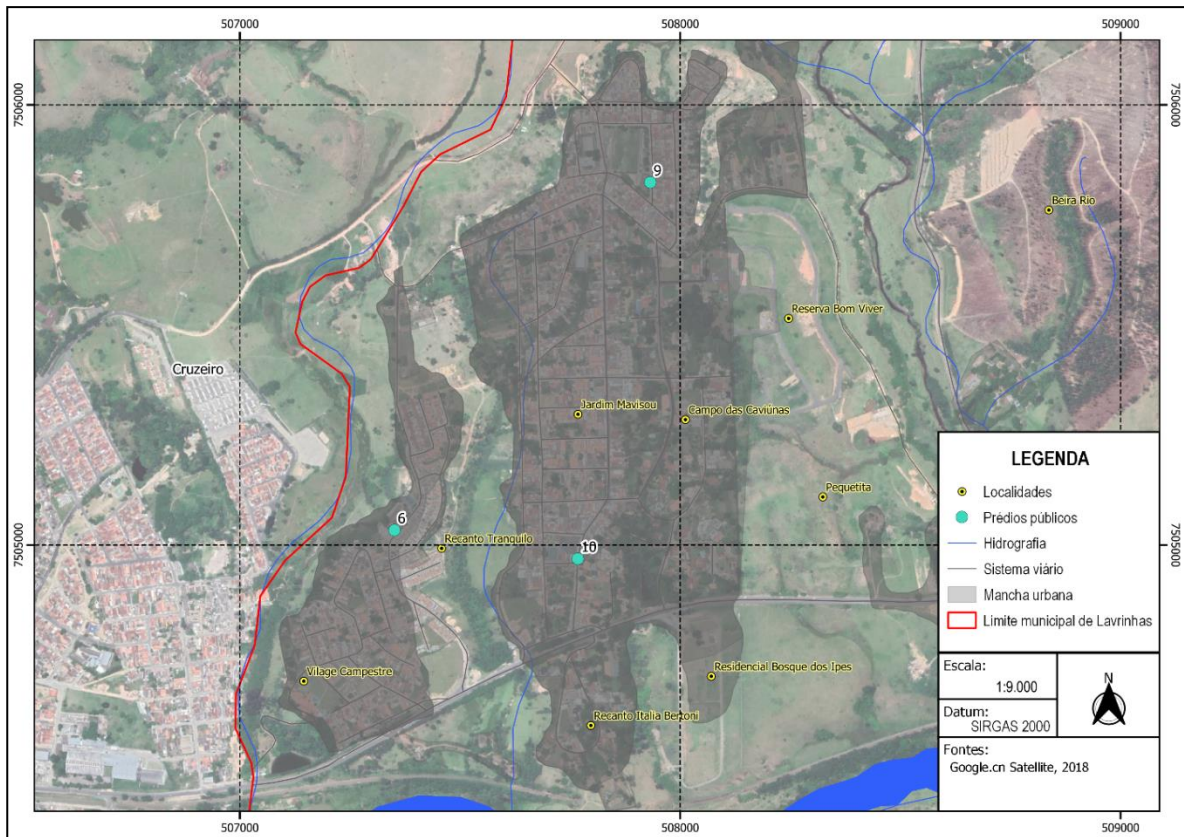 507000
508000
509000
7506000
7506000
9
Beira Rio
Reserva Bom Viver
Cruzeiro
Jardim Mavisou
Campo das Caviúnas
Pequetita
6
Recanto Tranquilo
7505000
7505000
Vilage Campestre
Residencial Bosque dos Ipes
Recanto Italia Bertoni
LEGENDA
Localidades
Prédios públicos
Hidrografia
Sistema viário
Mancha urbana
Limite municipal de Lavrinhas
Escala:
1:9.000
N
Datum:
SIRGAS 2000
Fontes:
Google.cn Satellite, 2018
507000
508000
509000